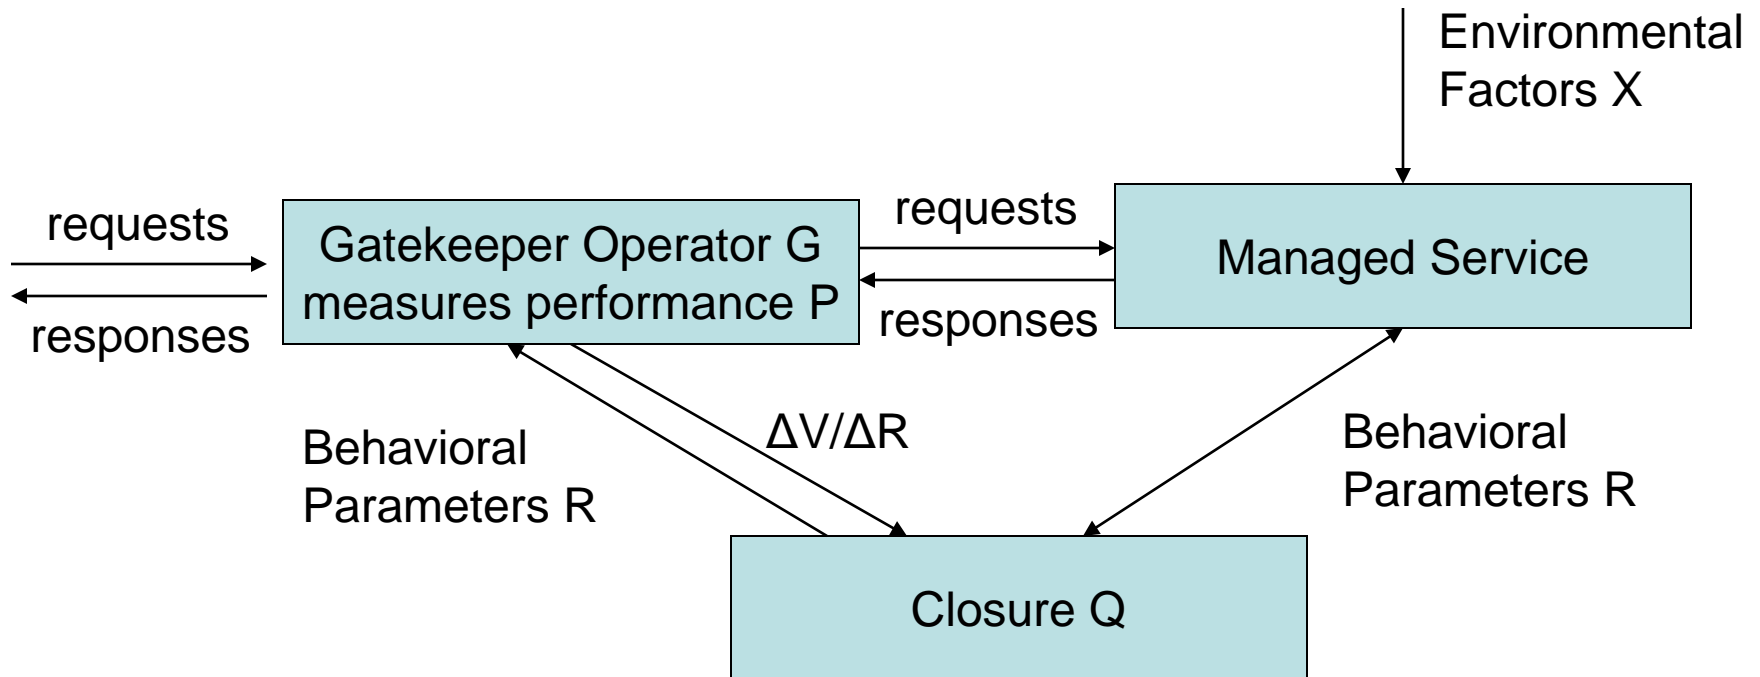 Environmental
Factors X
requests
responses
Gatekeeper Operator G
measures performance P
requests
responses
Managed Service
Behavioral
Parameters R
ΔV/ΔR
Behavioral
Parameters R
Closure Q